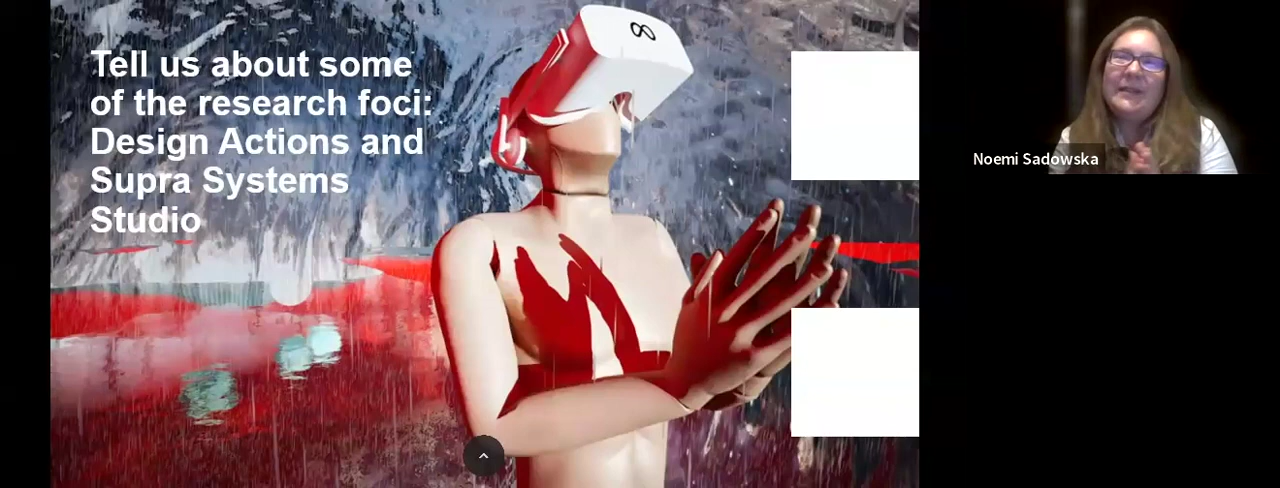 Tell us about some
of the research foci:
Design Actions and
Supra Systems
Studio
Noemi Sadowska